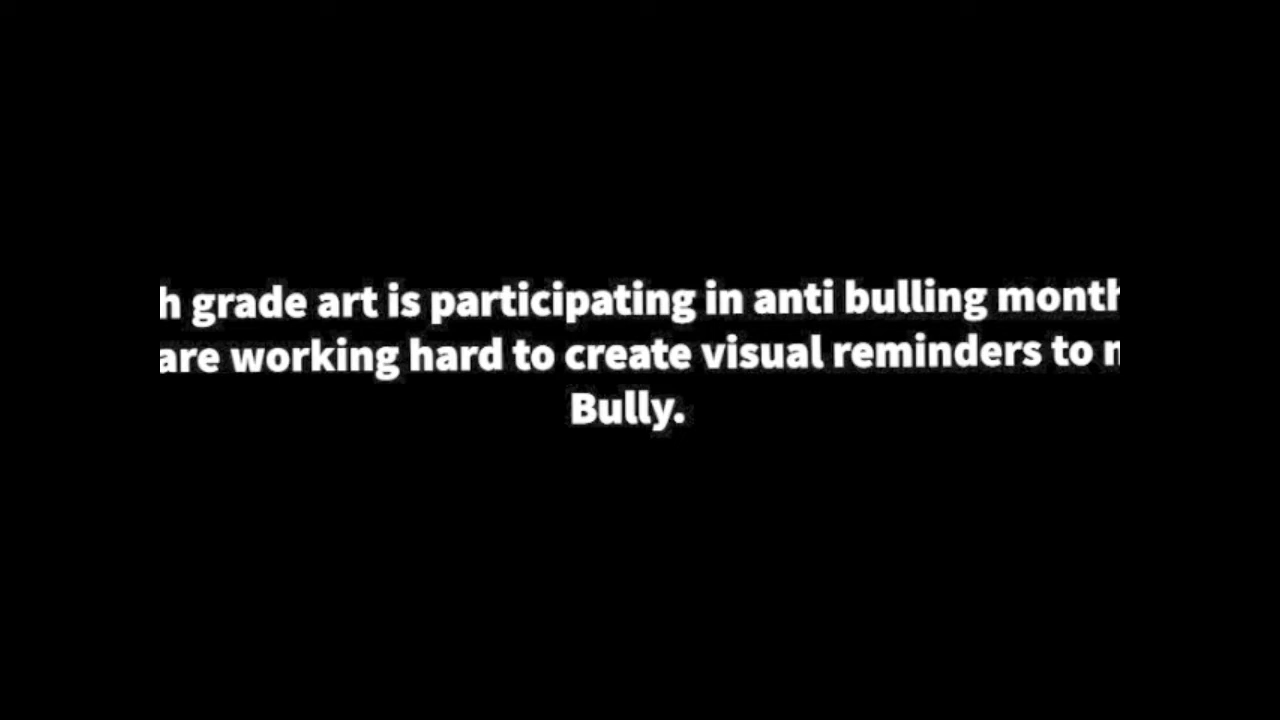 h grade art is participating in anti bulling month
are working hard to create visual reminders to
Bully.